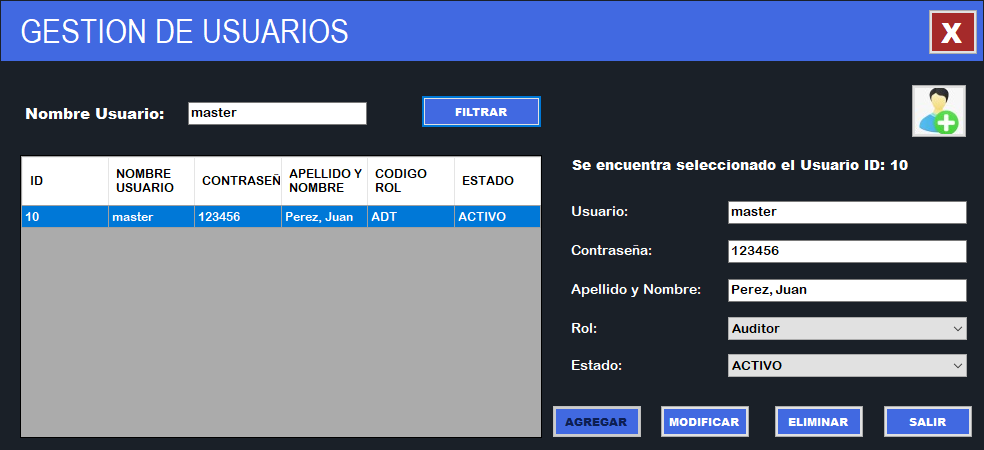 GESTION DE USUARIOS
X
Nombre Usuario:
master
FILTRAR
ID
NOMBRE
USUARIO
CONTRASEÑ
APELLIDO Y
NOMBRE
CODIGO
ROL
ESTADO
10
master
123456
Perez, Juan
ADT
ACTIVO
Se encuentra seleccionado el Usuario ID: 10
Usuario:
master
Contraseña:
123456
Apellido y Nombre:
Perez, Juan
Rol:
Auditor
Estado:
ACTIVO
AGREGAR
MODIFICAR
ELIMINAR
SALIR